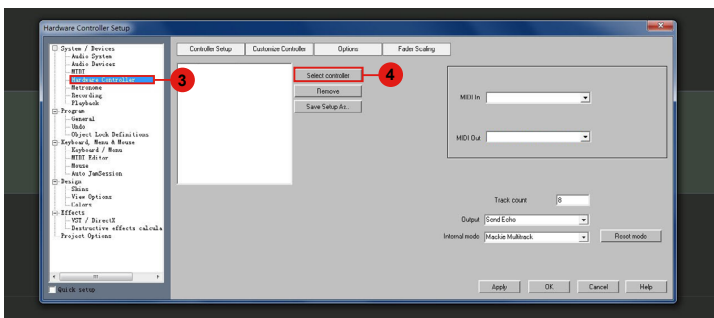 Hardware Controller Setup
System / Devices
Audio System
Audio Devices
MIDI
Hardware Controller
Metronome
Recording
Playback
Program
General
Undo
Object Lock Definitions
Keyboard, Menu & Mouse
Keyboard / Menu
MIDI Editor
Mouse
Auto JamSession
Design
Skins
View Options
Colors
Effects
VST / DirectX
Destructive effects calcula
Project Options
Quick setup
3
Controller Setup
Customize Controller
Options
Fader Scaling
Select controller
4
Remove
Save Setup As..
MIDI In
MIDI Out
Track count 8
Output Send Echo
Internal mode Mackie Multitrack
Reset mode
Apply
OK
Cancel
Help